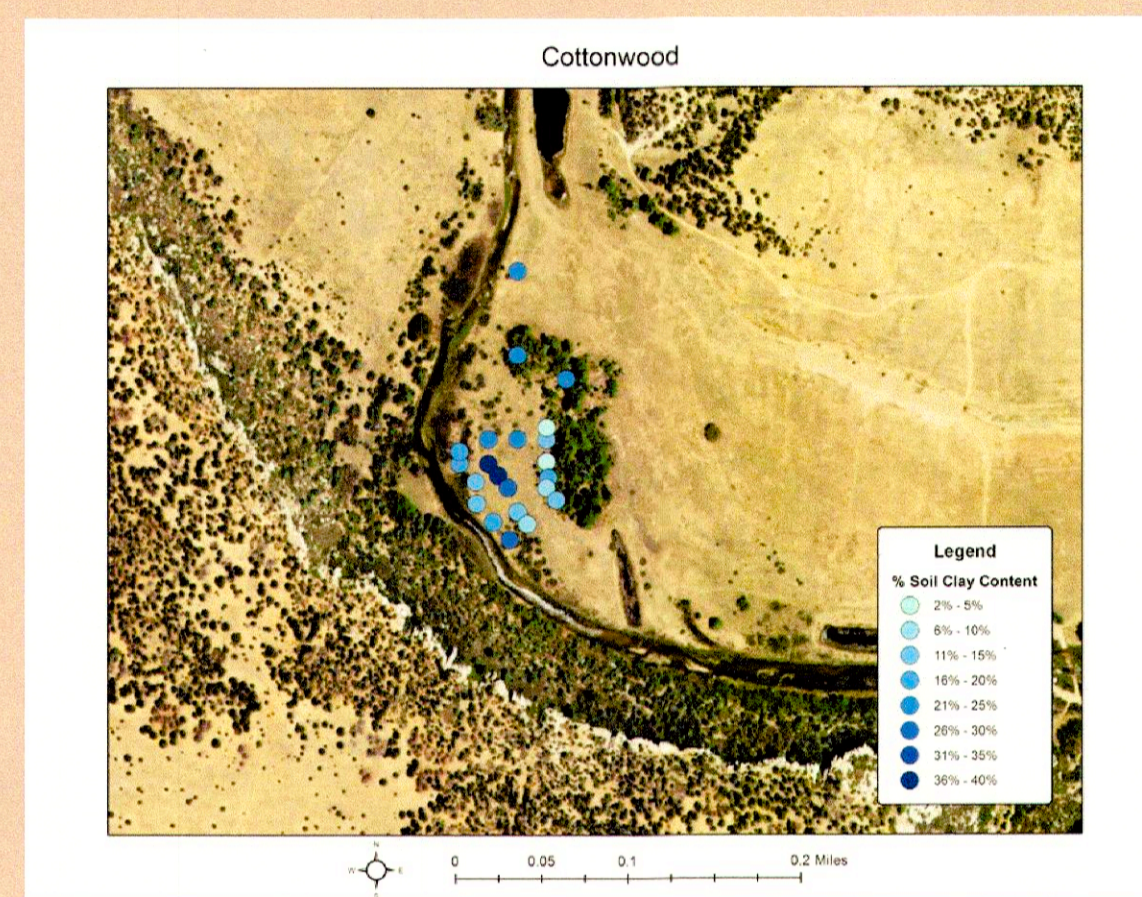 Cottonwood
Legend
% Soil Clay Content
2% - 5%
6% - 10%
11% - 15%
16% - 20%
21% - 25%
26% - 30%
31% - 35%
36% - 40%
N
W E
S
0 0.05 0.1 0.2 Miles